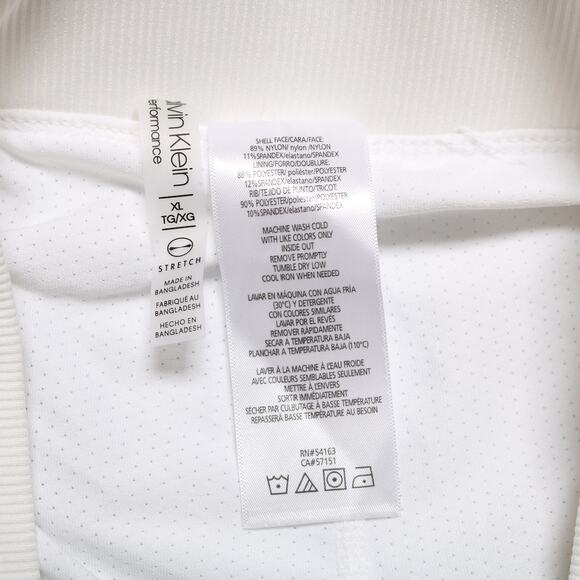 vin Klein
erformance
XL
TG/XG
STRETCH
MADE IN
BANGLADESH
FABRIQUÉ AU
BANGLADESH
HECHO EN
BANGLADESH
SHELL FACE/CARA/FACE:
89% NYLON/ nylon /NYLON
11%SPANDEX/elastano/SPANDEX
LINING/FORRO/DOUBLURE:
88% POLYESTER/ poliéster/POLYESTER
12%SPANDEX/elastano/SPANDEX
RIB/TEJIDO DE PUNTO/TRICOT
90% POLYESTER/poliester/POLYESTER
10%SPANDEX/elastano/SPANDEX
MACHINE WASH COLD
WITH LIKE COLORS ONLY
INSIDE OUT
REMOVE PROMPTLY
TUMBLE DRY LOW
COOL IRON WHEN NEEDED
LAVAR EN MÁQUINA CON AGUA FRÍA
(30°C) Y DETERGENTE
CON COLORES SIMILARES
LAVAR POR EL REVÉS
REMOVER RÁPIDAMENTE
SECAR A TEMPERATURA BAJA
PLANCHAR A TEMPERATURA BAJA (110°C)
LAVER À LA MACHINE À L'EAU FROIDE
AVEC COULEURS SEMBLABLES SEULEMENT
METTRE À L'ENVERS
SORTIR IMMÉDIATEMENT
SÉCHER PAR CULBUTAGE À BASSE TEMPÉRATURE
REPASSERÀ BASSE TEMPÉRATURE AU BESOIN
RN#54163
CA#57151